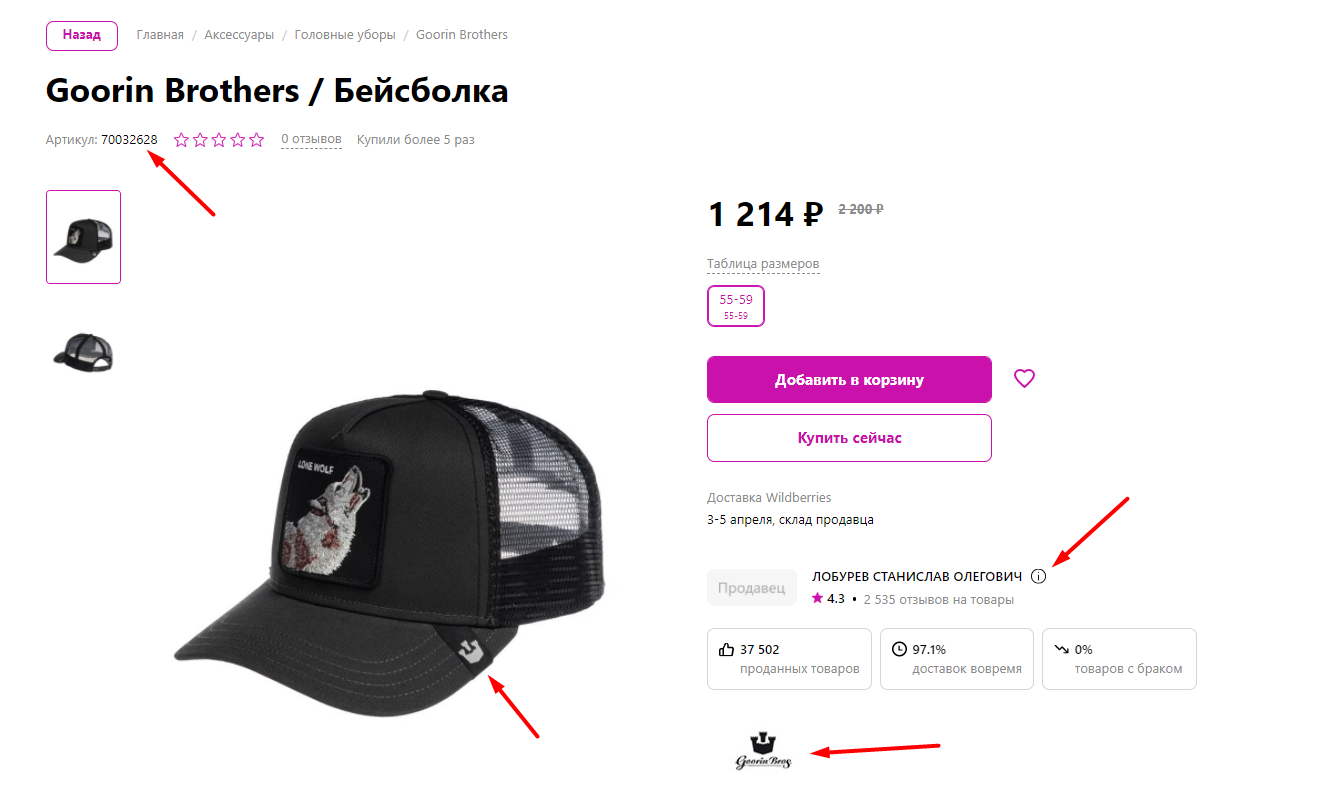 Назад
Главная / Аксессуары / Головные уборы / Goorin Brothers
Goorin Brothers / Бейсболка
Артикул: 70032628 0 отзывов Купили более 5 раз
1 214 ₽ 2 200 ₽
Таблица размеров
55-59
55-59
Добавить в корзину
Купить сейчас
LONE WOLF
Доставка Wildberries
3-5 апреля, склад продавца
Продавец
ЛОБУРЕВ СТАНИСЛАВ ОЛЕГОВИЧ
4.3 • 2 535 отзывов на товары
37 502
проданных товаров
97.1%
доставок вовремя
0%
товаров с браком
Goorin Bros